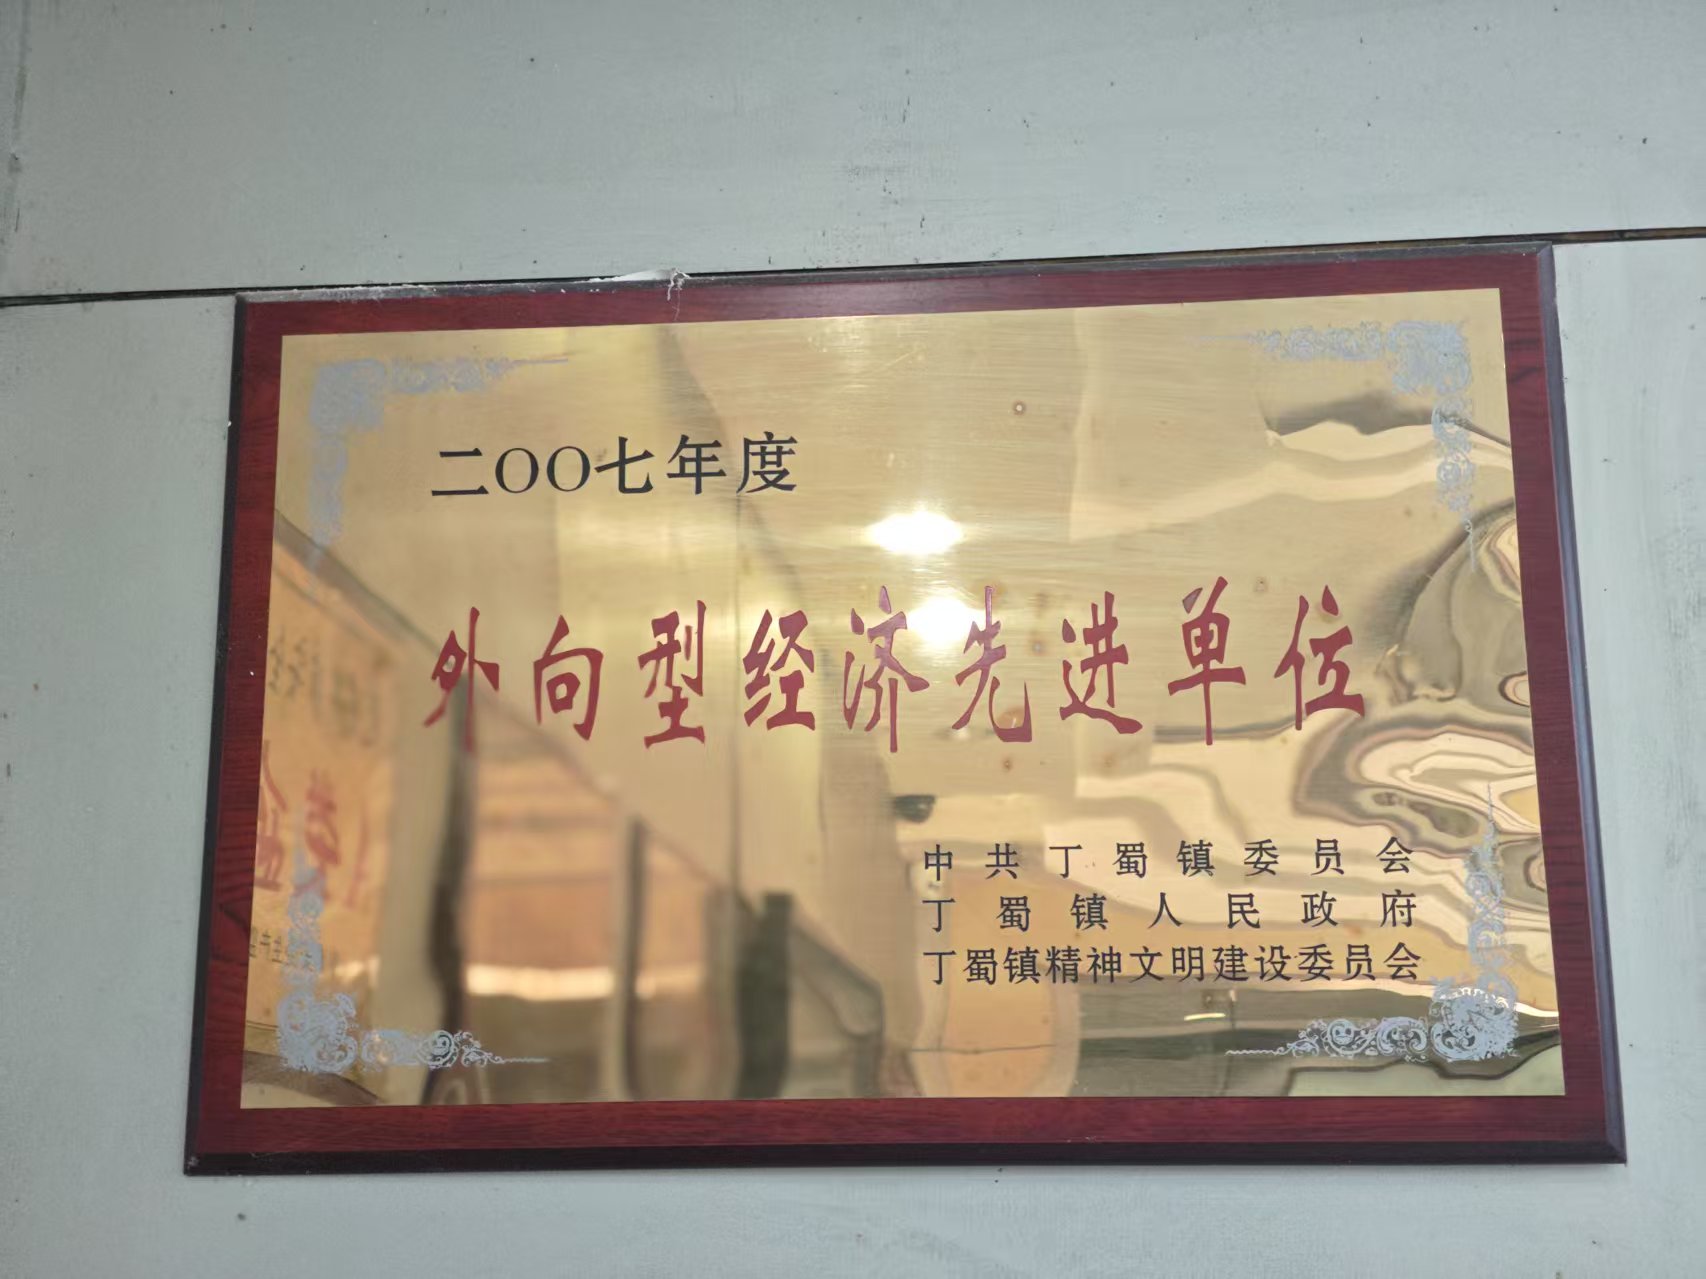 二〇〇七年度
外向型经济先进单位
中共丁蜀镇委员会
丁蜀镇人民政府
丁蜀镇精神文明建设委员会